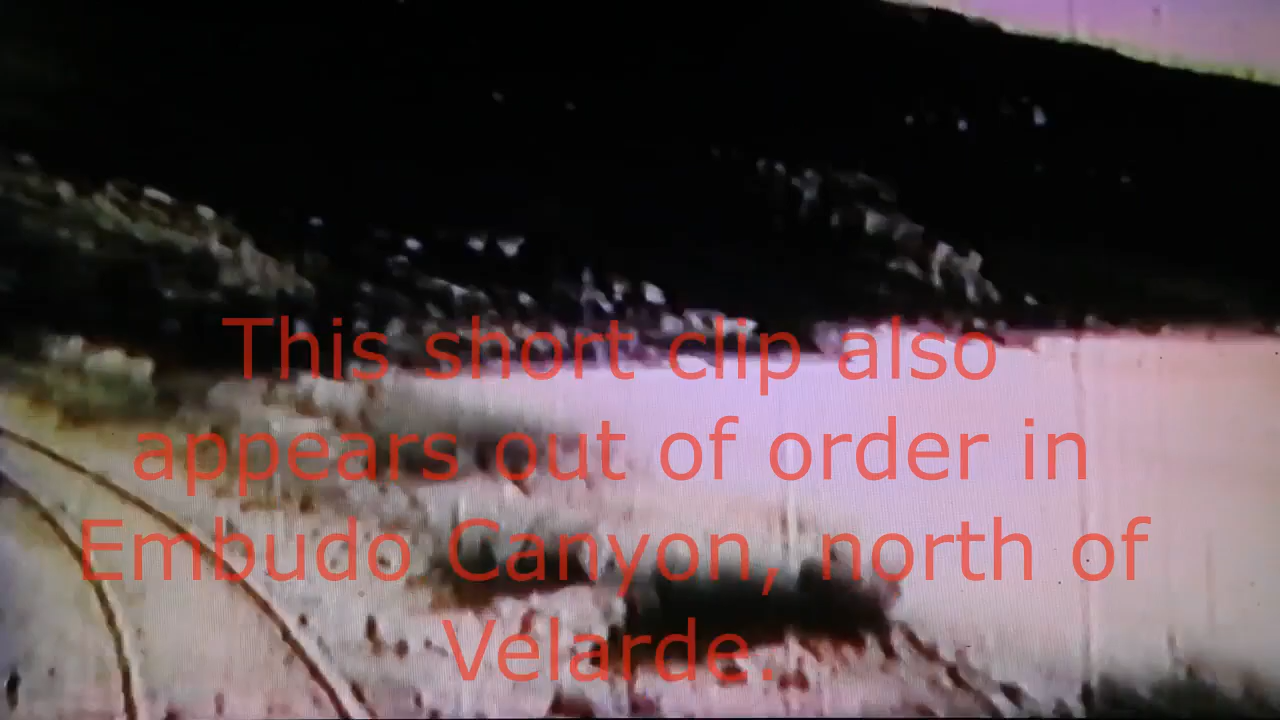 This short clip also
appears out of order in
Embudo Canyon, north of
Velarde.